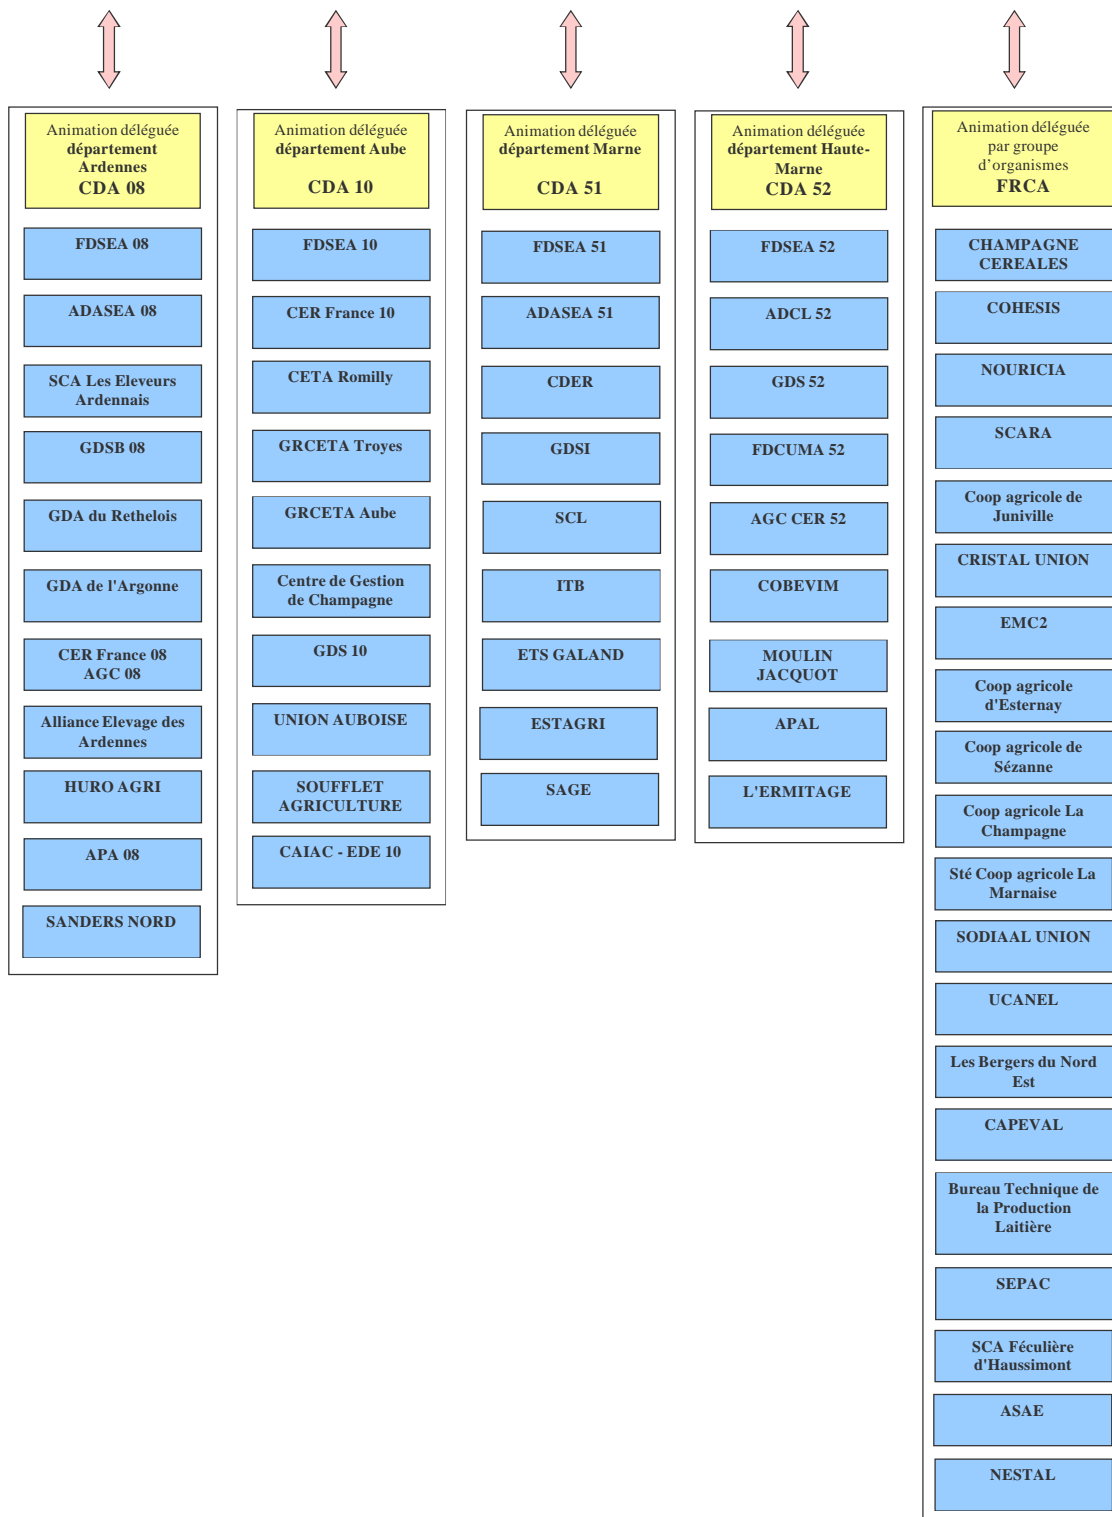 Animation déléguée
département
Ardennes
CDA 08
FDSEA 08
ADASEA 08
SCA Les Eleveurs
Ardennais
GDSB 08
GDA du Rethelois
GDA de l'Argonne
CER France 08
AGC 08
Alliance Elevage des
Ardennes
HURO AGRI
APA 08
SANDERS NORD
Animation déléguée
département Aube
CDA 10
FDSEA 10
CER France 10
CETA Romilly
GRCETA Troyes
GRCETA Aube
Centre de Gestion
de Champagne
GDS 10
UNION AUBOISE
SOUFFLET
AGRICULTURE
CAIAC - EDE 10
Animation déléguée
département Marne
CDA 51
FDSEA 51
ADASEA 51
CDER
GDSI
SCL
ITB
ETS GALAND
ESTAGRI
SAGE
Animation déléguée
département Haute-
Marne
CDA 52
FDSEA 52
ADCL 52
GDS 52
FDCUMA 52
AGC CER 52
COBEVIM
MOULIN
JACQUOT
APAL
L'ERMITAGE
Animation déléguée
par groupe
d’organismes
FRCA
CHAMPAGNE
CEREALES
COHESIS
NOURICIA
SCARA
Coop agricole de
Juniville
CRISTAL UNION
EMC2
Coop agricole
d'Esternay
Coop agricole de
Sézanne
Coop agricole La
Champagne
Sté Coop agricole La
Marnaise
SODIAAL UNION
UCANEL
Les Bergers du Nord
Est
CAPEVAL
Bureau Technique de
la Production
Laitière
SEPAC
SCA Féculière
d'Haussimont
ASAE
NESTAL